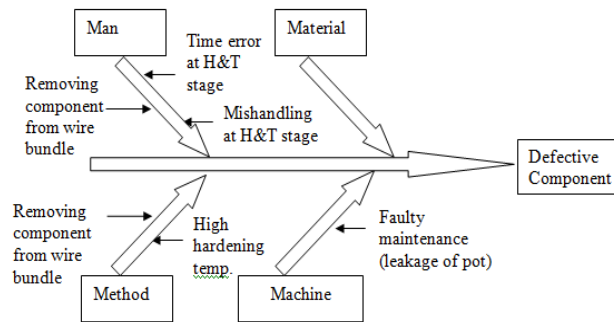 Man
Material
Time error
at H&T
stage
Removing
component
from wire
bundle
Mishandling
at H&T stage
Defective
Component
Removing
component
from wire
bundle
High
hardening
temp.
Faulty
maintenance
(leakage of pot)
Method
Machine